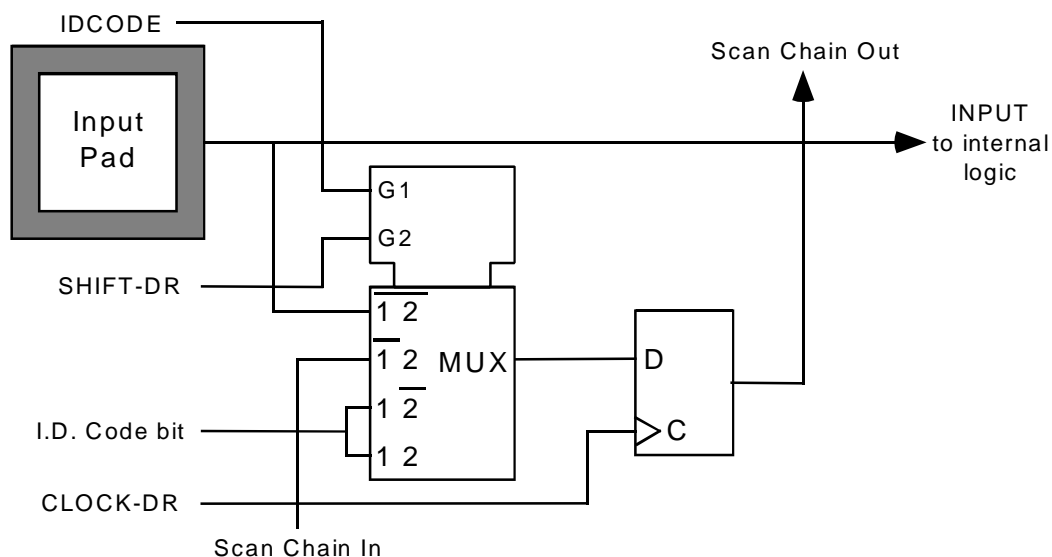 IDCODE
Scan Chain Out
Input
Pad
INPUT
to internal
logic
G1
G2
SHIFT-DR
1 2
1 2
MUX
D
1 2
I.D. Code bit
1 2
C
CLOCK-DR
Scan Chain In